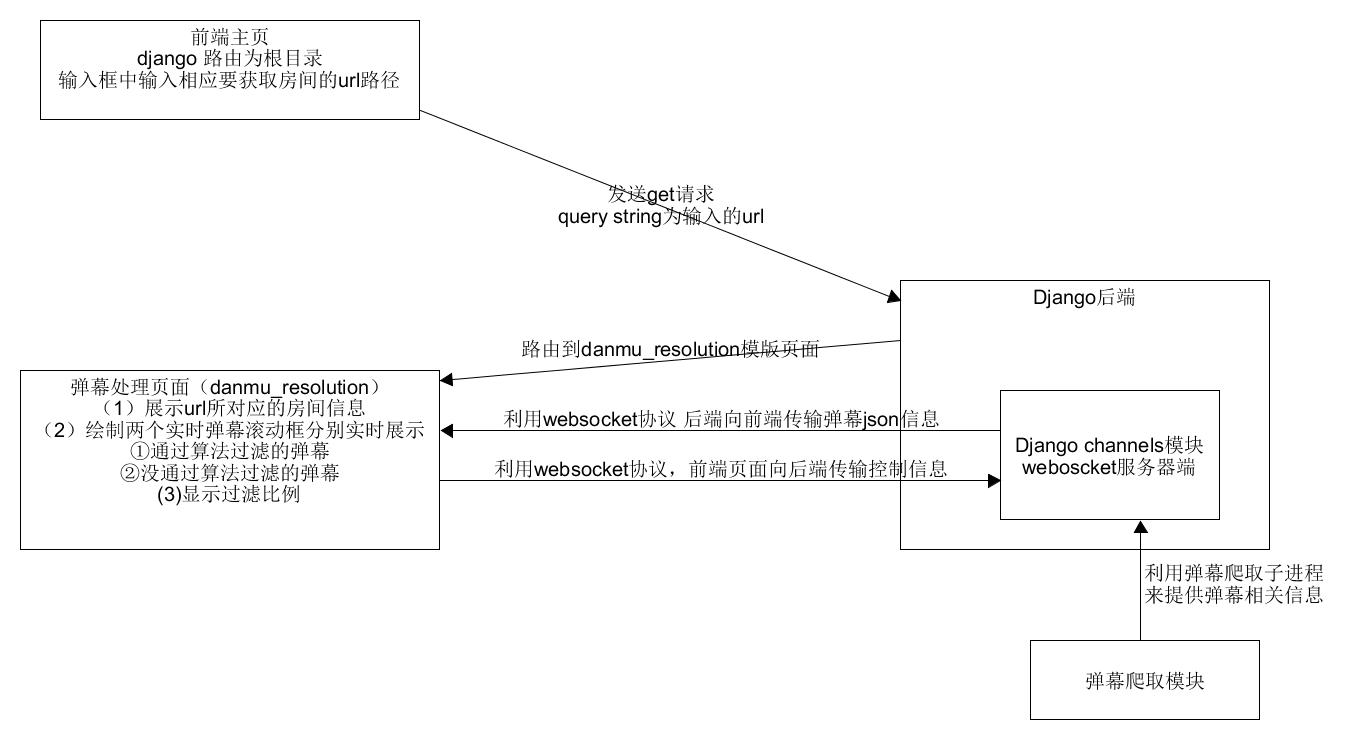 前端主页
django 路由为根目录
输入框中输入相应要获取房间的url路径
发送get请求
query string为输入的url
Django后端
路由到danmu_resolution模版页面
弹幕处理页面（danmu_resolution）
（1）展示url所对应的房间信息
（2）绘制两个实时弹幕滚动框分别实时展示
①通过算法过滤的弹幕
②没通过算法过滤的弹幕
(3)显示过滤比例
利用websocket协议 后端向前端传输弹幕json信息
利用websocket协议，前端页面向后端传输控制信息
Django channels模块
weboscket服务器端
利用弹幕爬取子进程
来提供弹幕相关信息
弹幕爬取模块